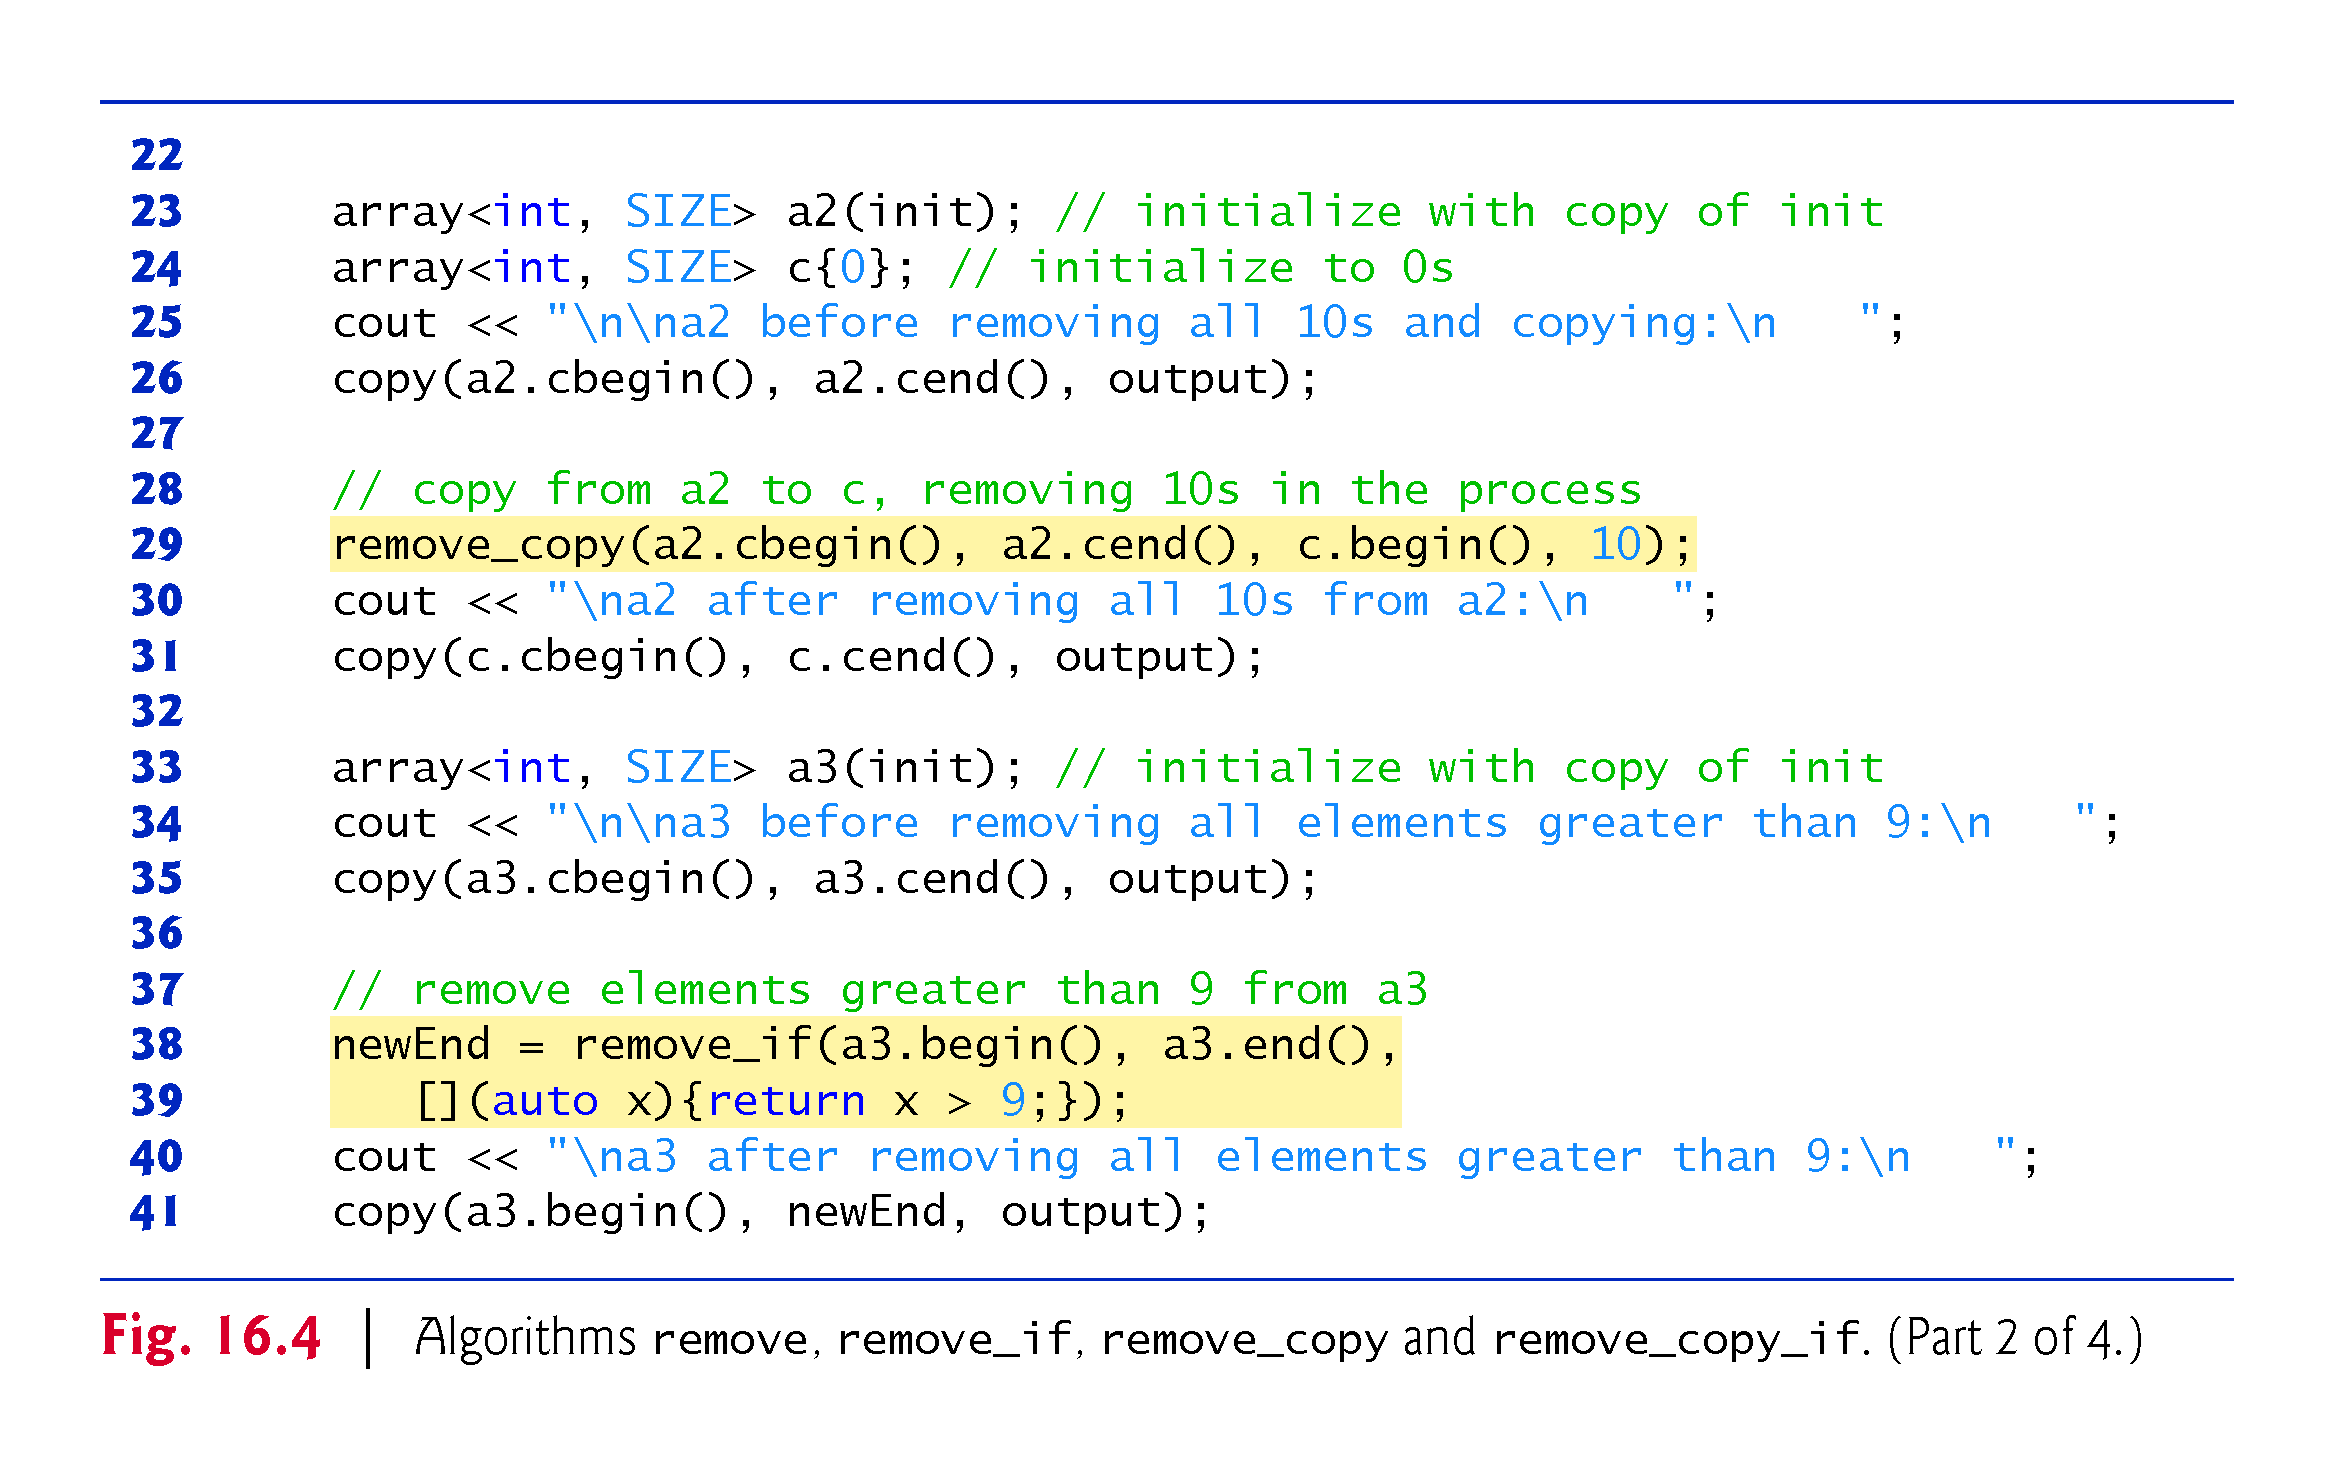 22
23 array<int, SIZE> a2(init); // initialize with copy of init
24 array<int, SIZE> c{0}; // initialize to 0s
25 cout << "\n\na2 before removing all 10s and copying:\n   ";
26 copy(a2.cbegin(), a2.cend(), output);
27
28 // copy from a2 to c, removing 10s in the process
29 remove_copy(a2.cbegin(), a2.cend(), c.begin(), 10);
30 cout << "\na2 after removing all 10s from a2:\n   ";
31 copy(c.cbegin(), c.cend(), output);
32
33 array<int, SIZE> a3(init); // initialize with copy of init
34 cout << "\n\na3 before removing all elements greater than 9:\n   ";
35 copy(a3.cbegin(), a3.cend(), output);
36
37 // remove elements greater than 9 from a3
38 newEnd = remove_if(a3.begin(), a3.end(),
39    [](auto x){return x > 9;});
40 cout << "\na3 after removing all elements greater than 9:\n   ";
41 copy(a3.begin(), newEnd, output);
Fig. 16.4 | Algorithms remove, remove_if, remove_copy and remove_copy_if. (Part 2 of 4.)